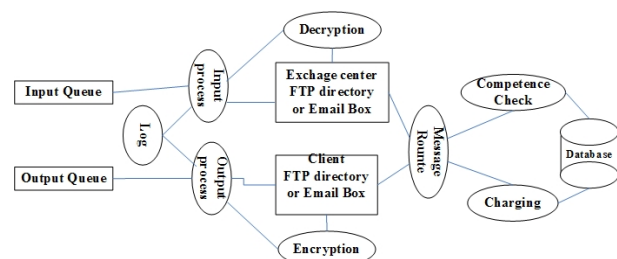 Decryption
Input process
Input Queue
Exchage center
FTP directory
or Email Box
Competence
Check
Log
Message
Rounte
Database
Output Queue
Output process
Client
FTP directory
or Email Box
Charging
Encryption